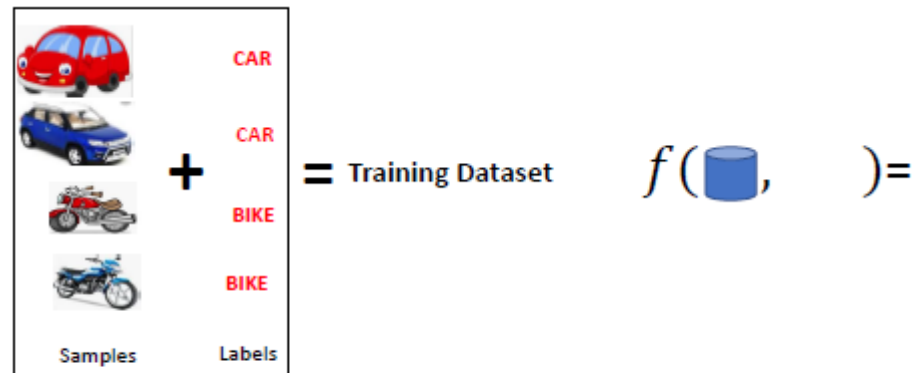 CAR
CAR
+ = Training Dataset f( , )=
BIKE
BIKE
Samples Labels